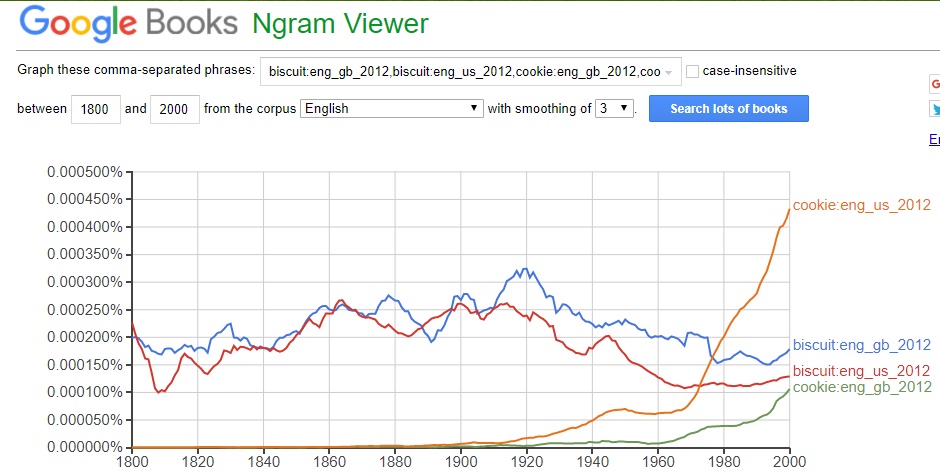 Google Books Ngram Viewer
Graph these comma-separated phrases: biscuit:eng_gb_2012,biscuit:eng_us_2012,cookie:eng_gb_2012,coo case-insensitive
between 1800 and 2000 from the corpus English with smoothing of 3 . Search lots of books
G
En
0.000500%
0.000450%
0.000400%
0.000350%
0.000300%
0.000250%
0.000200%
0.000150%
0.000100%
0.000050%
0.000000%
cookie:eng_us_2012
biscuit:eng_gb_2012
biscuit:eng_us_2012
cookie:eng_gb_2012
1800 1820 1840 1860 1880 1900 1920 1940 1960 1980 2000